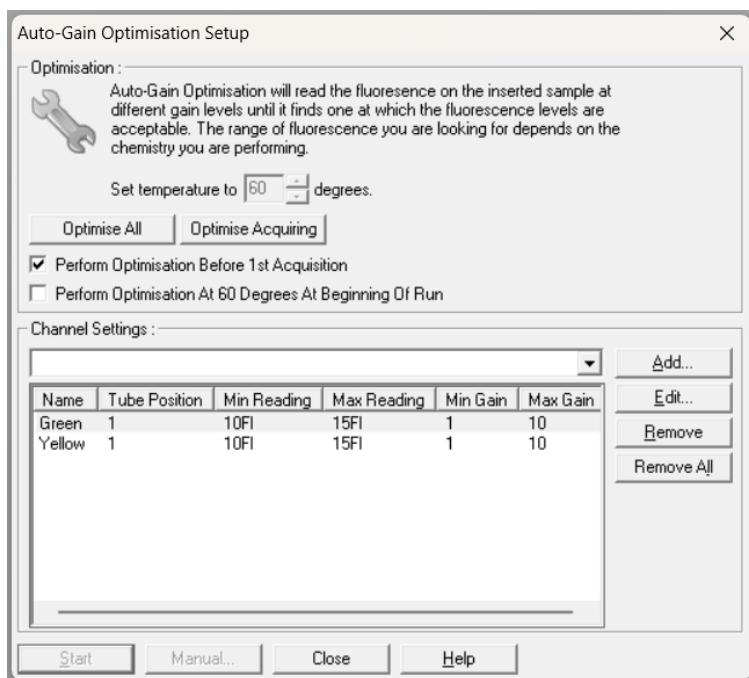 Auto-Gain Optimisation Setup
Optimisation :
Auto-Gain Optimisation will read the fluoresence on the inserted sample at
different gain levels until it finds one at which the fluorescence levels are
acceptable. The range of fluorescence you are looking for depends on the
chemistry you are performing.
Set temperature to 60 degrees.
Optimise All Optimise Acquiring
Perform Optimisation Before 1st Acquisition
Perform Optimisation At 60 Degrees At Beginning Of Run
Channel Settings :
Add...
Name Tube Position Min Reading Max Reading Min Gain Max Gain Edit...
Green 1 10Fl 15Fl 1 10
Remove
Yellow 1 10Fl 15Fl 1 10
Remove All
Start Manual... Close Help